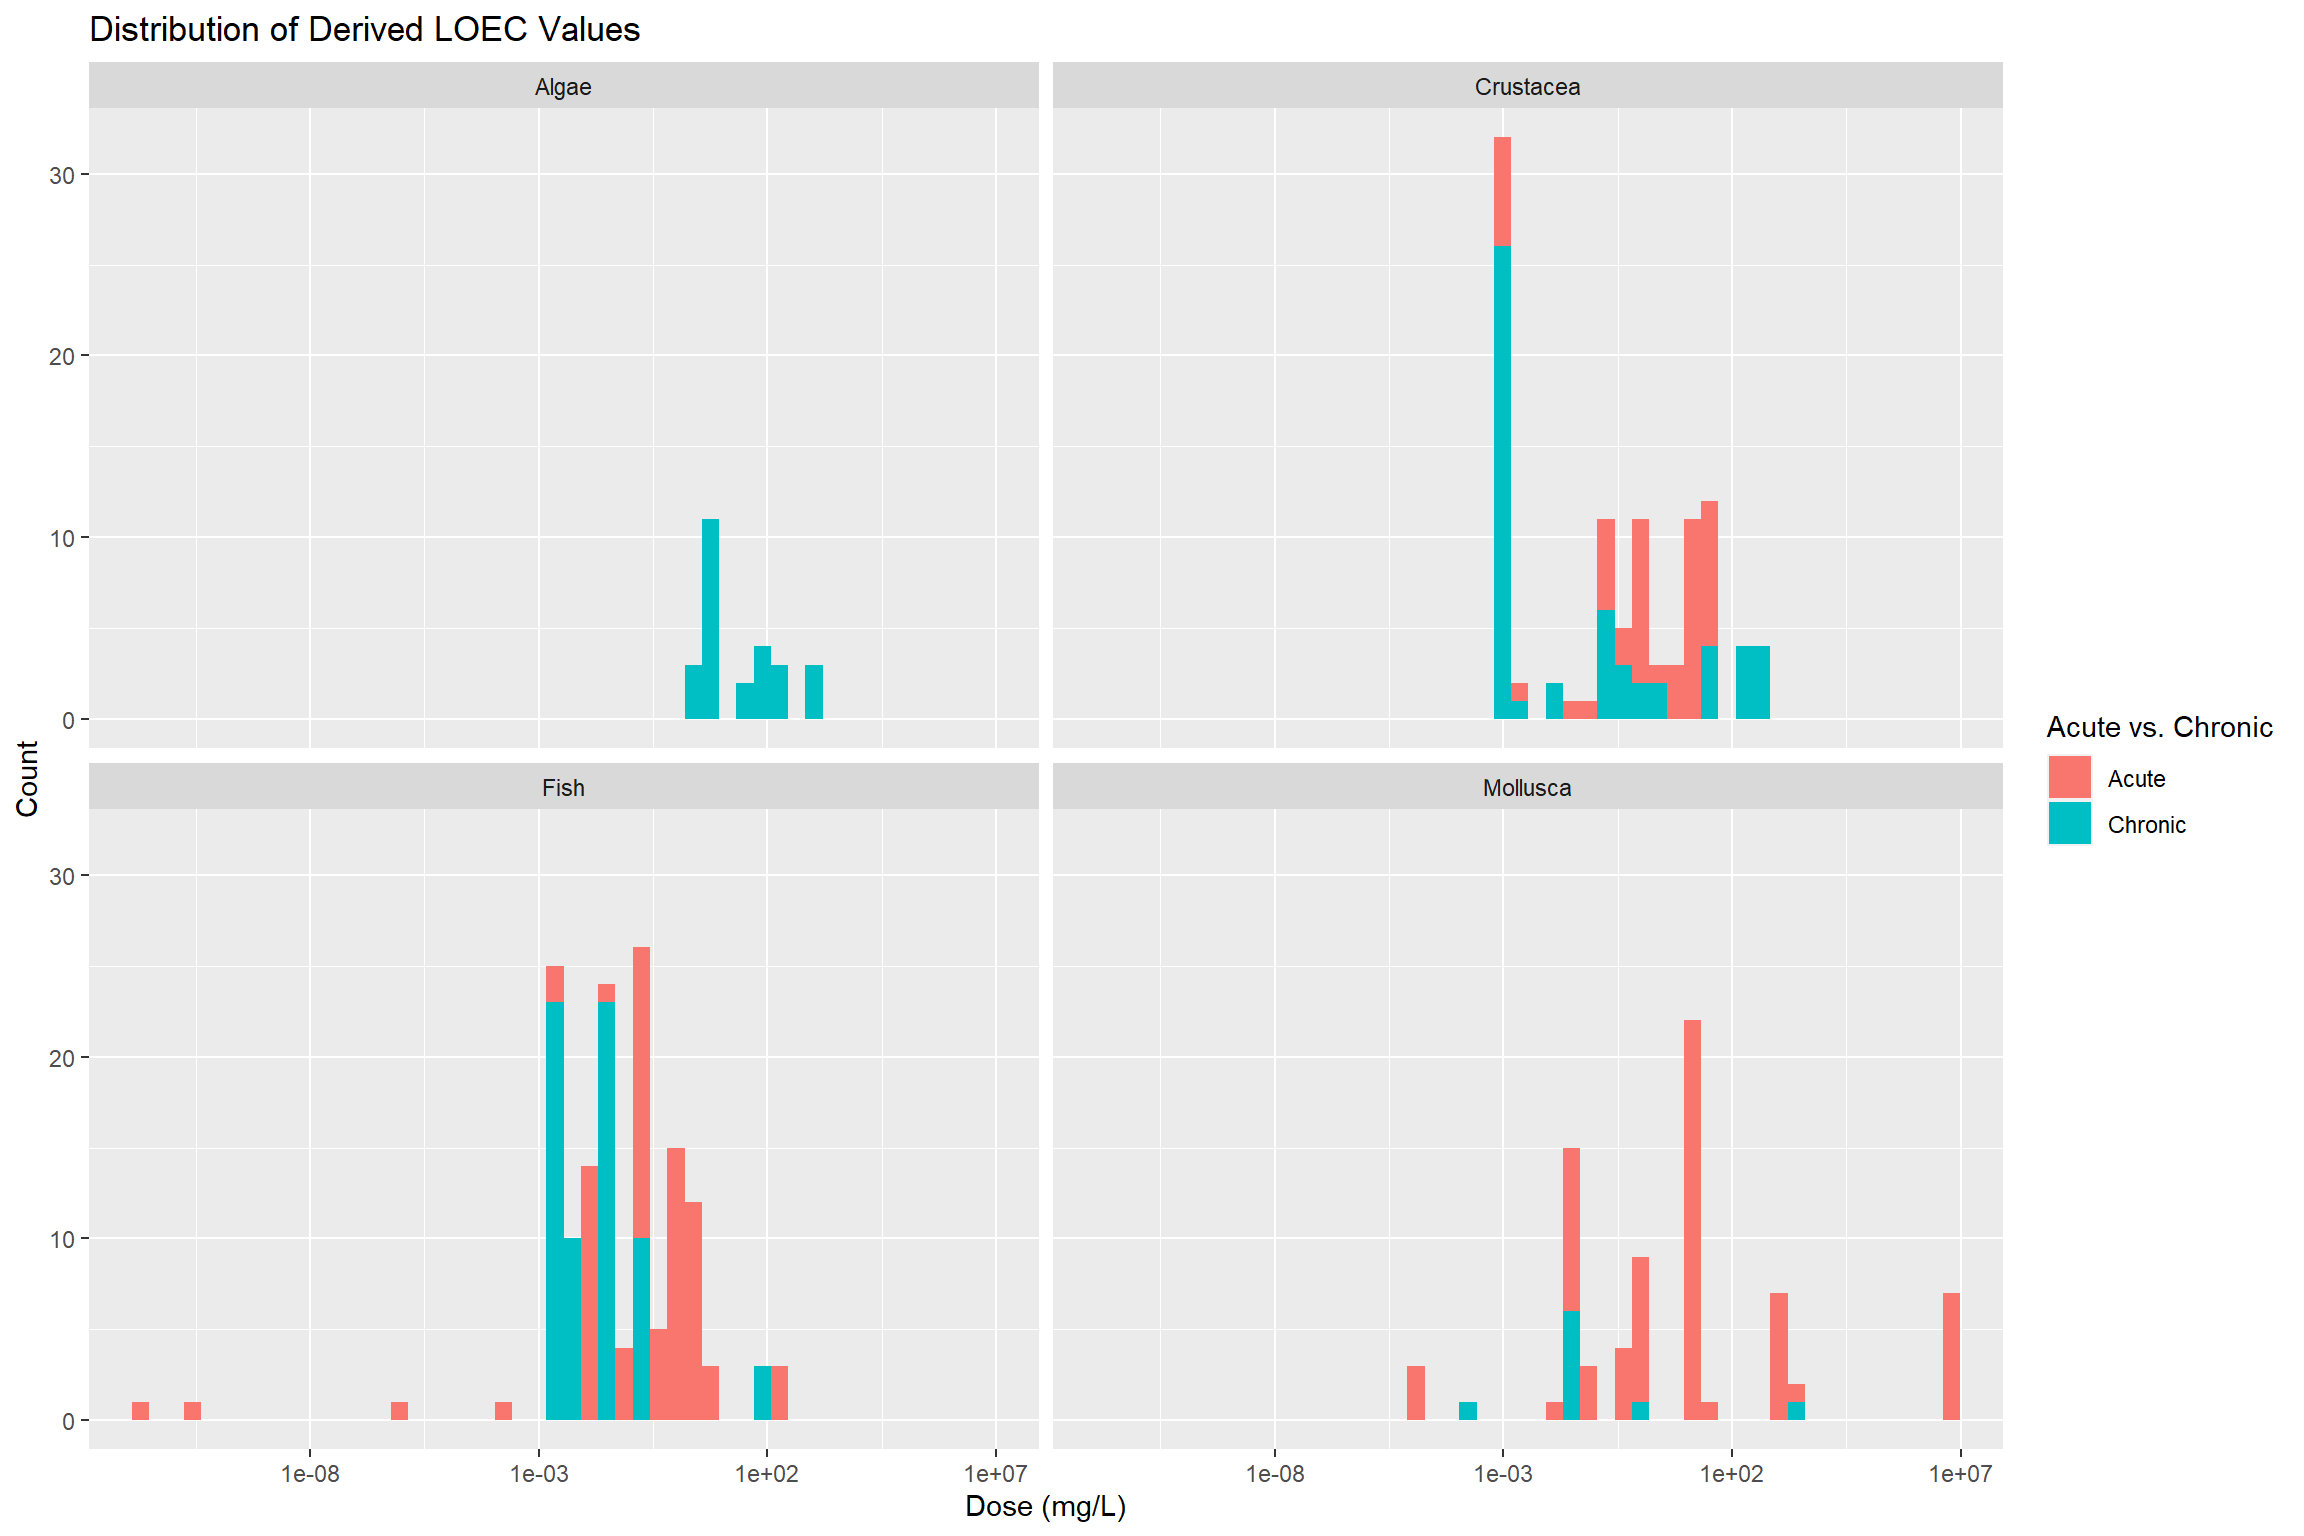 Distribution of Derived LOEC Values
Algae
Crustacea
30
20
10
0
Fish
Mollusca
30
20
10
0
1e-08
1e-03
1e+02
1e+07
1e-08
1e-03
1e+02
1e+07
Dose (mg/L)
Count
Acute vs. Chronic
Acute
Chronic